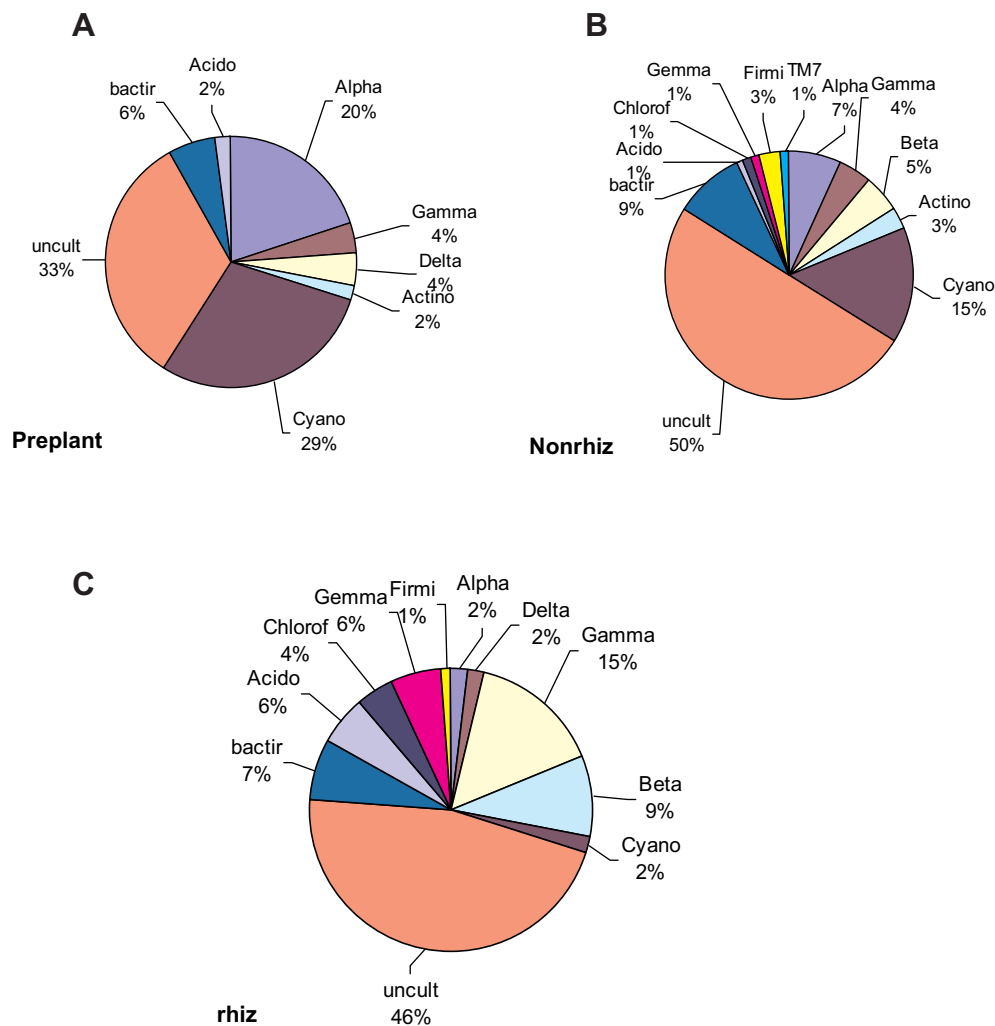 A
Acido
2%
bactir
6%
Alpha
20%
Gamma
4%
Delta
4%
Actino
2%
uncult
33%
Cyano
29%
Preplant
B
Gemma
1%
Firmi
3%
TM7
1%
Alpha
7%
Gamma
4%
Chlorof
1%
Beta
5%
Acido
1%
bactir
9%
Actino
3%
Cyano
15%
uncult
50%
Nonrhiz
C
Gemma
6%
Firmi
1%
Alpha
2%
Delta
2%
Gamma
15%
Chlorof
4%
Acido
6%
bactir
7%
Beta
9%
Cyano
2%
uncult
46%
rhiz